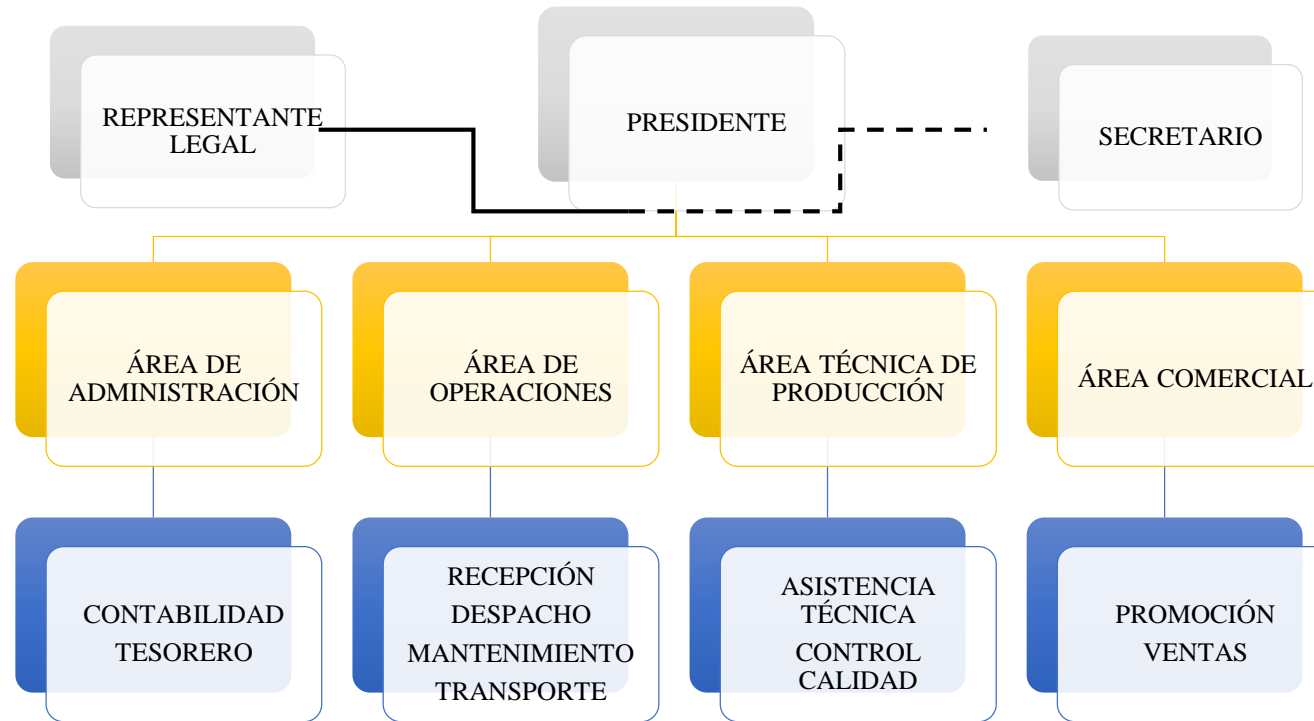 REPRESENTANTE
LEGAL
PRESIDENTE
SECRETARIO
ÁREA DE
ADMINISTRACIÓN
ÁREA DE
OPERACIONES
ÁREA TÉCNICA DE
PRODUCCIÓN
ÁREA COMERCIAL
CONTABILIDAD
TESORERO
RECEPCIÓN
DESPACHO
MANTENIMIENTO
TRANSPORTE
ASISTENCIA
TÉCNICA
CONTROL
CALIDAD
PROMOCIÓN
VENTAS